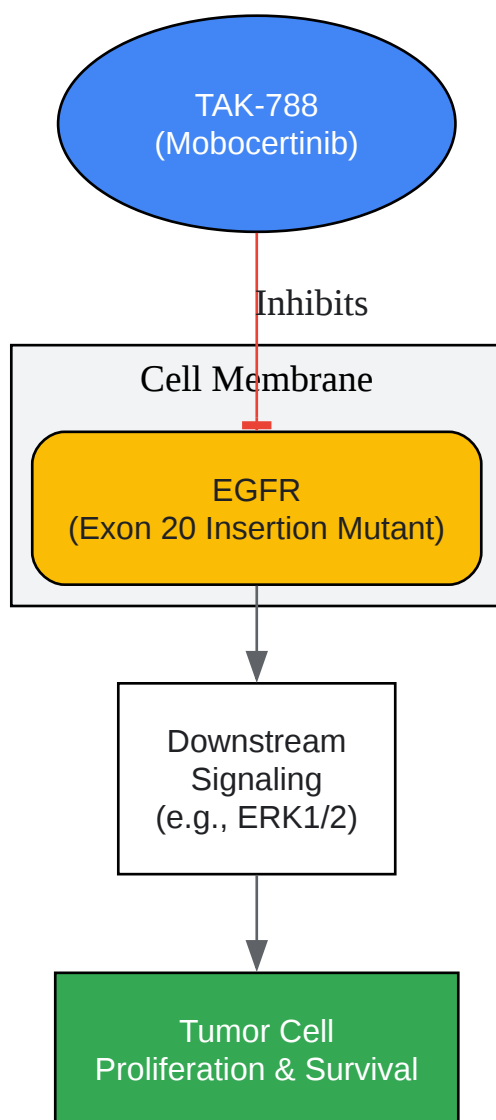 TAK-788
(Mobocertinib)
Inhibits
Cell Membrane
EGFR
(Exon 20 Insertion Mutant)
Downstream
Signaling
(e.g., ERK1/2)
Tumor Cell
Proliferation & Survival